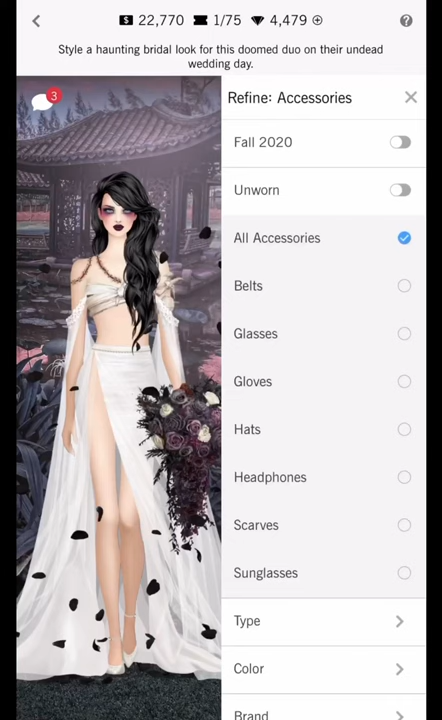 $ 22,770 1/75 4,479
?
Style a haunting bridal look for this doomed duo on their undead
wedding day.
3
Refine: Accessories
Fall 2020
Unworn
All Accessories
Belts
Glasses
Gloves
Hats
Headphones
Scarves
Sunglasses
Type
Color
Brand